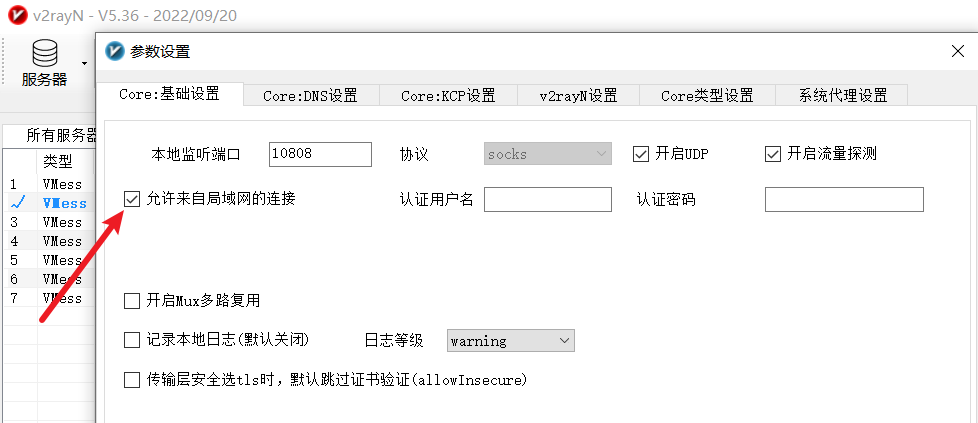 v2rayN - V5.36 - 2022/09/20
服务器
参数设置
Core:基础设置 Core:DNS设置 Core:KCP设置 v2rayN设置 Core类型设置 系统代理设置
本地监听端口 10808 协议 socks 开启UDP 开启流量探测
允许来自局域网的连接 认证用户名 认证密码
开启Mux多路复用
记录本地日志(默认关闭) 日志等级 warning
传输层安全选tls时，默认跳过证书验证(allowInsecure)
所有服务器
类型
1 VMess
VMess
3 VMess
4 VMess
5 VMess
6 VMess
7 VMess